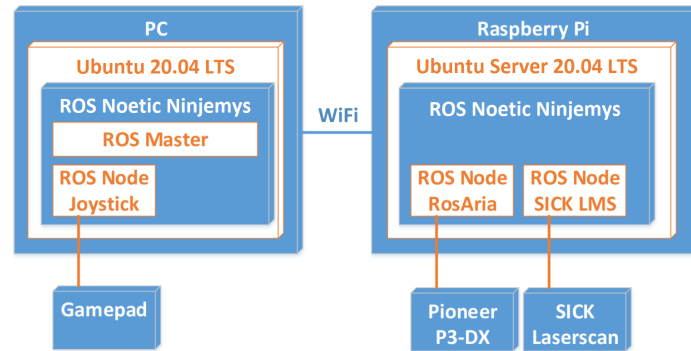 PC
Ubuntu 20.04 LTS
ROS Noetic Ninjemys
ROS Master
ROS Node
Joystick
Gamepad
WiFi
Raspberry Pi
Ubuntu Server 20.04 LTS
ROS Noetic Ninjemys
ROS Node
RosAria
ROS Node
SICK LMS
Pioneer
P3-DX
SICK
Laserscan